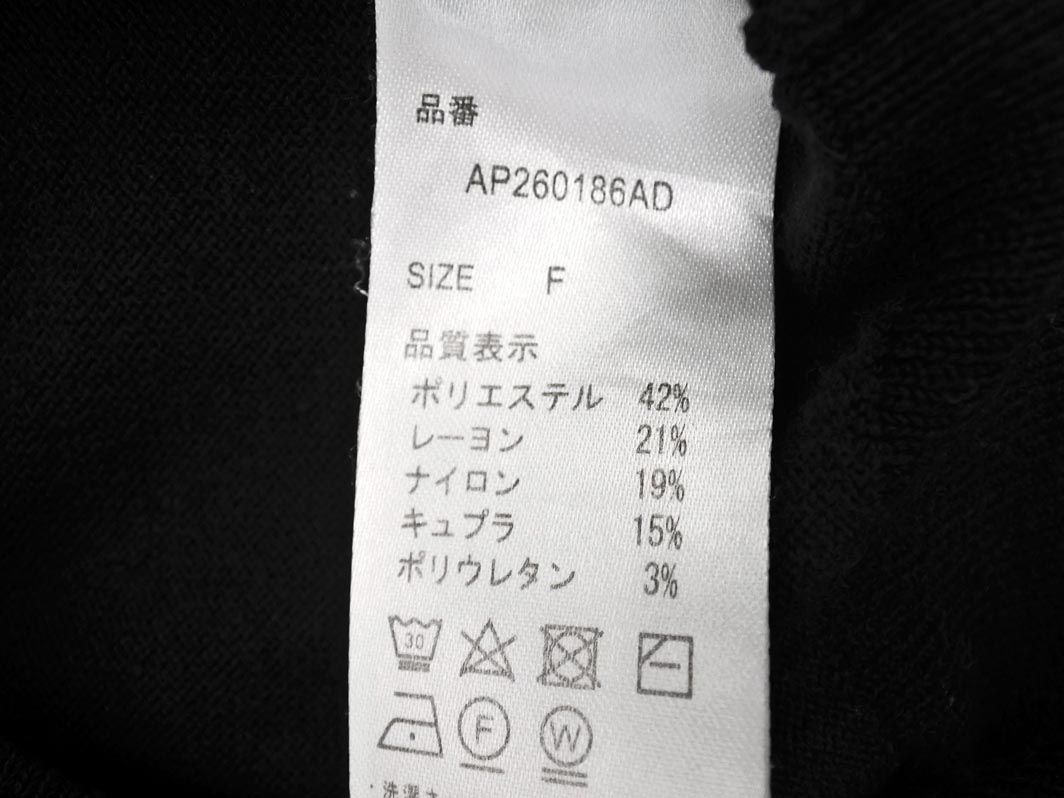 品番
AP260186AD
SIZE F
品質表示
ポリエステル 42%
レーヨン 21%
ナイロン 19%
キュプラ 15%
ポリウレタン 3%
30
F
W